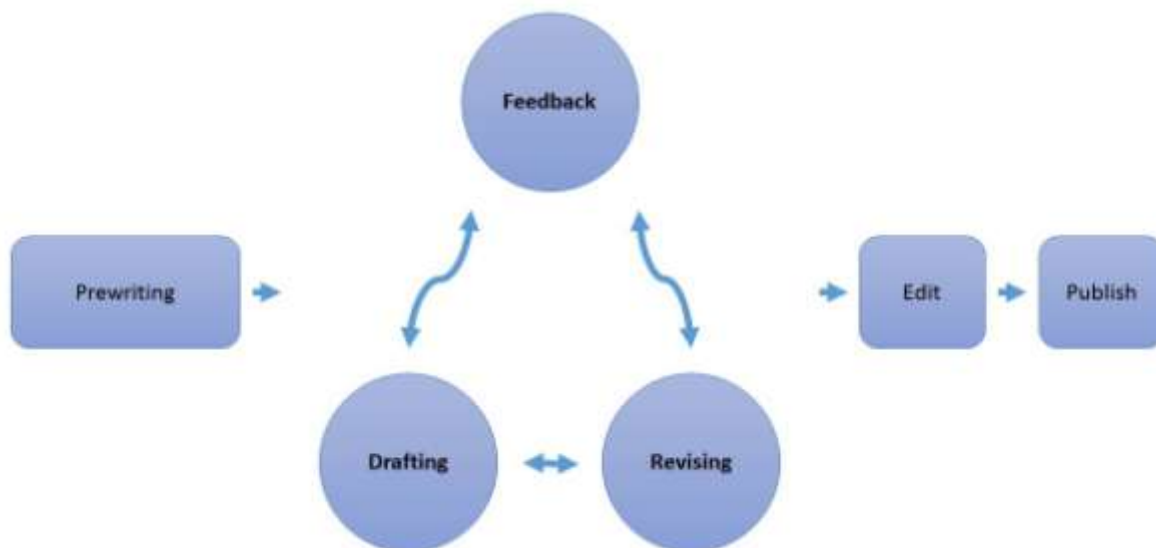 Feedback
Prewriting
Edit
Publish
Drafting
Revising